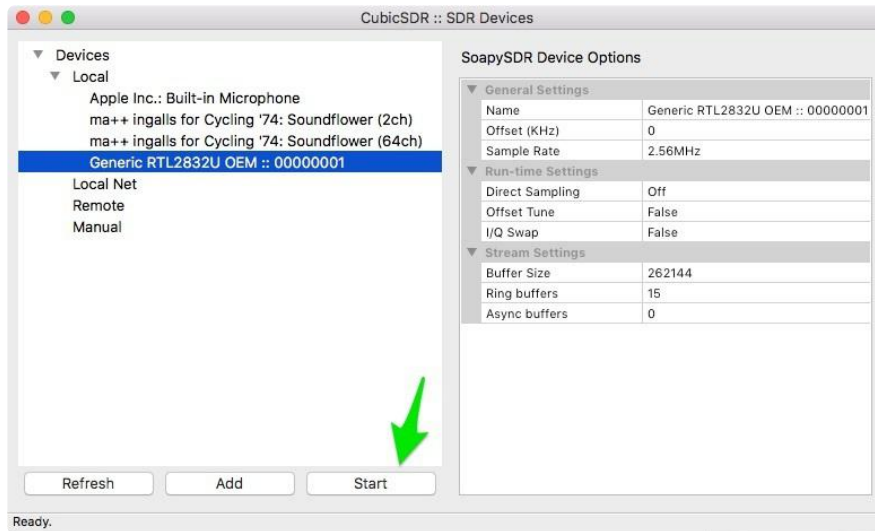 CubicSDR :: SDR Devices
Devices
Local
Apple Inc.: Built-in Microphone
ma++ ingalls for Cycling '74: Soundflower (2ch)
ma++ ingalls for Cycling '74: Soundflower (64ch)
Generic RTL2832U OEM :: 00000001
Local Net
Remote
Manual
Refresh
Add
Start
SoapySDR Device Options
General Settings
Name Generic RTL2832U OEM :: 00000001
Offset (KHz) 0
Sample Rate 2.56MHz
Run-time Settings
Direct Sampling Off
Offset Tune False
I/Q Swap False
Stream Settings
Buffer Size 262144
Ring buffers 15
Async buffers 0
Ready.